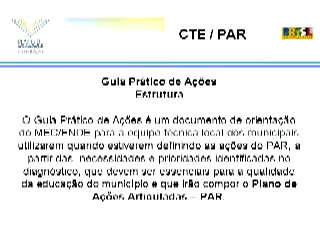 CTE / PAR
Guia Prático de Ações
Estrutura
O Guia Prático de Ações é um documento de orientação
do MEC/FNDE para a equipe técnica local dos municipais
utilizarem quando estiverem definindo as ações do PAR, a
partir das necessidades e prioridades identificadas no
diagnóstico, que devem ser essenciais para a qualidade
da educação do município e que irão compor o Plano de
Ações Articuladas – PAR.